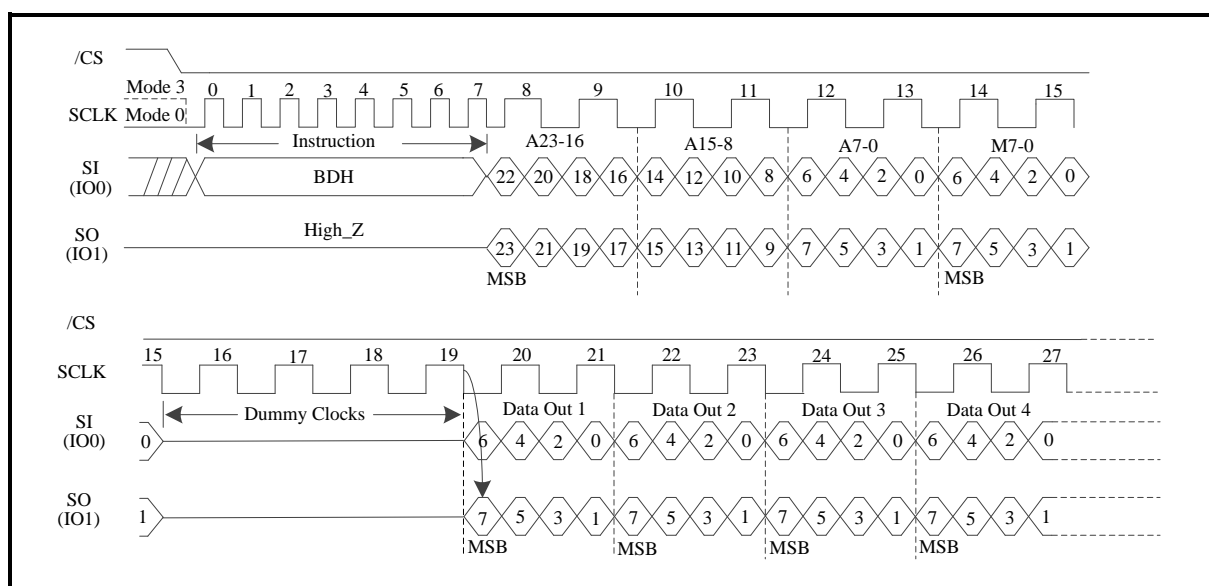 /CS
Mode 3 0 1 2 3 4 5 6 7 8 9 10 11 12 13 14 15
SCLK Mode 0
Instruction A23-16 A15-8 A7-0 M7-0
SI
(IO0)
BDH 22 20 18 16 14 12 10 8 6 4 2 0 6 4 2 0
High_Z
SO
(IO1)
23 21 19 17 15 13 11 9 7 5 3 1 7 5 3 1
MSB MSB
/CS
15 16 17 18 19 20 21 22 23 24 25 26 27
SCLK
Dummy Clocks Data Out 1 Data Out 2 Data Out 3 Data Out 4
SI
(IO0)
0 6 4 2 0 6 4 2 0 6 4 2 0 6 4 2 0
SO
(IO1)
1 7 5 3 1 7 5 3 1 7 5 3 1 7 5 3 1
MSB MSB MSB MSB